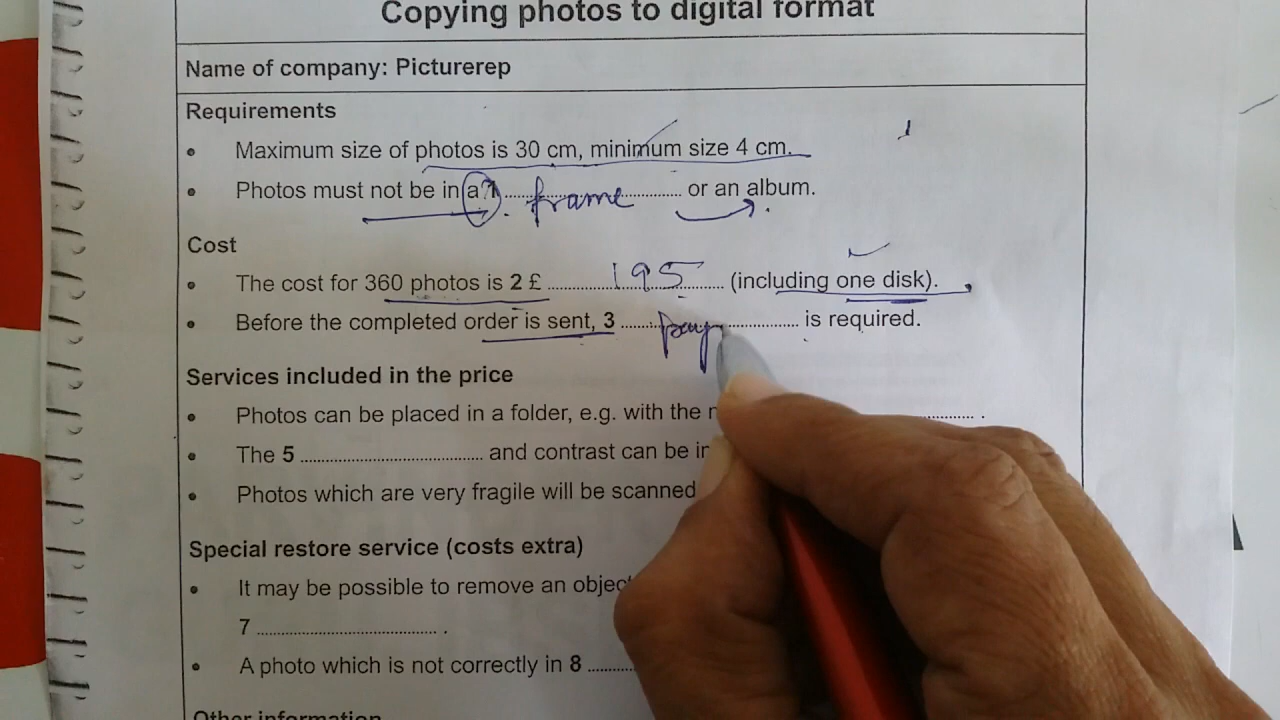 Copying photos to digital format
Name of company: Picturerep
Requirements
• Maximum size of photos is 30 cm, minimum size 4 cm.
• Photos must not be in a 1 frame or an album.
Cost
• The cost for 360 photos is 2 £ 195 (including one disk).
• Before the completed order is sent, 3 pay is required.
Services included in the price
• Photos can be placed in a folder, e.g. with the
• The 5 and contrast can be
• Photos which are very fragile will be scanned
Special restore service (costs extra)
• It may be possible to remove an object
7 .
• A photo which is not correctly in 8
Other information